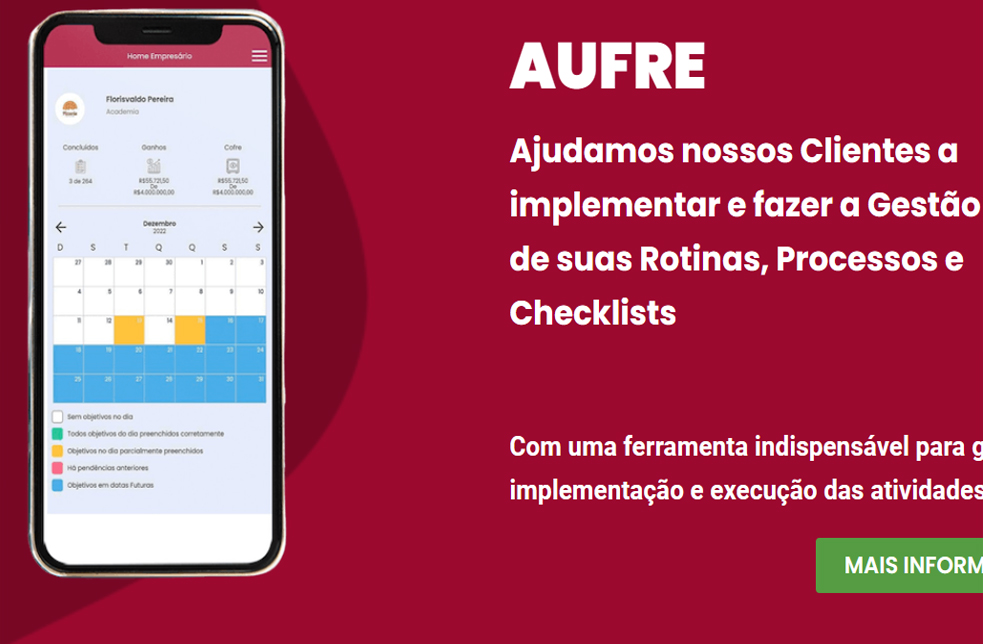 Home Empresário
Florisvaldo Pereira
Academia
Concluídos Ganhos Cofre
3 de 264 R$55.721,50 R$55.721,50
De De
R$4.000.000,00 R$4.000.000,00
Dezembro
2022
D S T Q Q S S
27 28 29 30 1 2 3
4 5 6 7 8 9 10
11 12 13 14 15 16 17
18 19 20 21 22 23 24
25 26 27 28 29 30 31
Sem objetivos no dia
Todos objetivos do dia preenchidos corretamente
Objetivos no dia parcialmente preenchidos
Há pendências anteriores
Objetivos em datas Futuras
AUFRE
Ajudamos nossos Clientes a
implementar e fazer a Gestão
de suas Rotinas, Processos e
Checklists
Com uma ferramenta indispensável para g
implementação e execução das atividades
MAIS INFORM